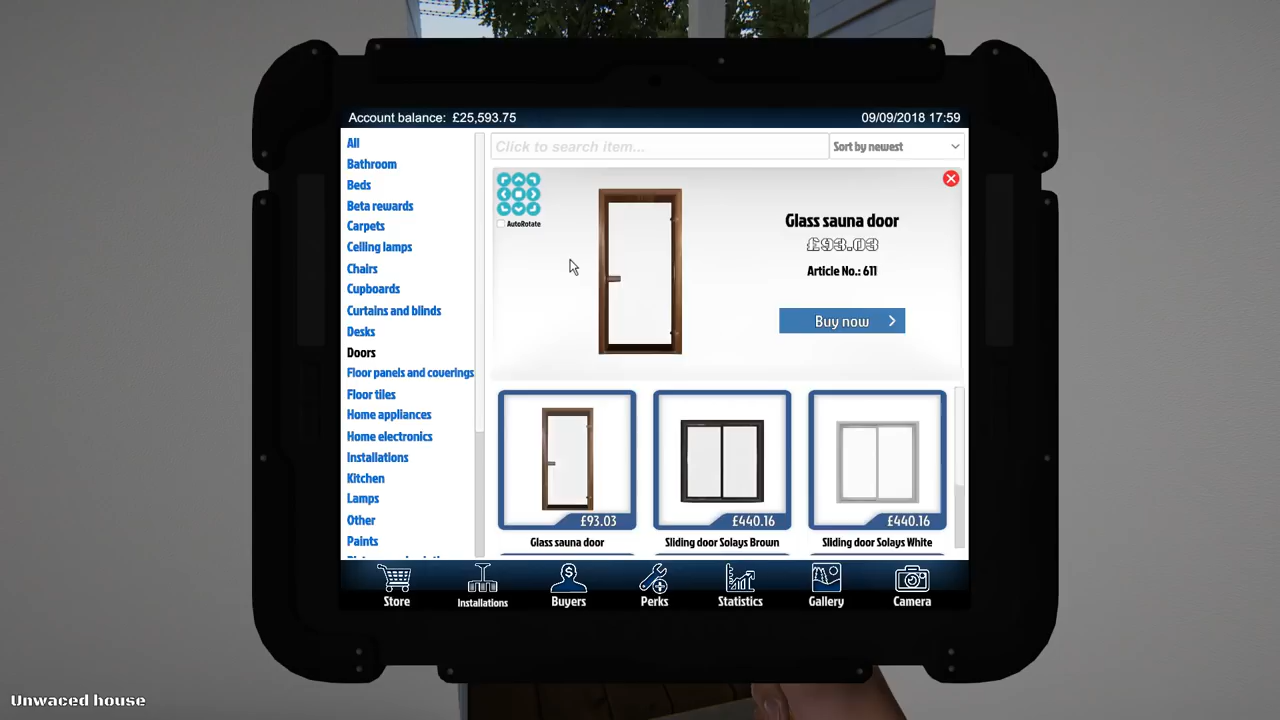 Account balance: £25,593.75
09/09/2018 17:59
All
Bathroom
Beds
Beta rewards
Carpets
Ceiling lamps
Chairs
Cupboards
Curtains and blinds
Desks
Doors
Floor panels and coverings
Floor tiles
Home appliances
Home electronics
Installations
Kitchen
Lamps
Other
Paints
Click to search item...
Sort by newest
AutoRotate
Glass sauna door
£93.03
Article No.: 611
Buy now
£93.03
£440.16
£440.16
Glass sauna door
Sliding door Solays Brown
Sliding door Solays White
Store
Installations
Buyers
Perks
Statistics
Gallery
Camera
Unwaced house